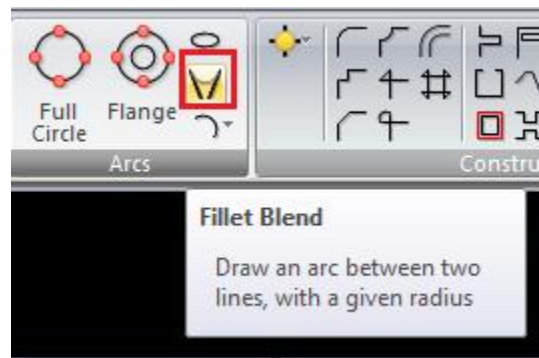 Full
Circle
Flange
Arcs
Constru
Fillet Blend
Draw an arc between two
lines, with a given radius